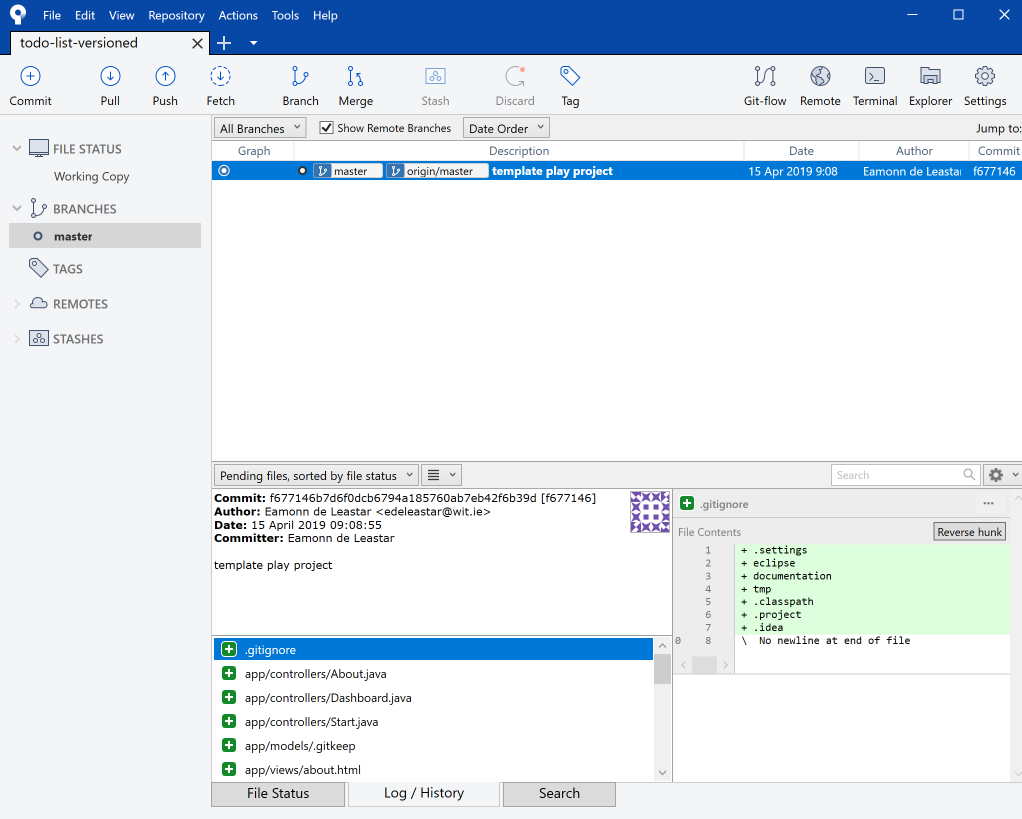 File Edit View Repository Actions Tools Help
todo-list-versioned
Commit Pull Push Fetch Branch Merge Stash Discard Tag Git-flow Remote Terminal Explorer Settings
All Branches Show Remote Branches Date Order Jump to:
Graph Description Date Author Commit
master origin/master template play project 15 Apr 2019 9:08 Eamonn de Leastar f677146
FILE STATUS
Working Copy
BRANCHES
master
TAGS
REMOTES
STASHES
Pending files, sorted by file status Search
Commit: f677146b7d6f0dcb6794a185760ab7eb42f6b39d [f677146]
Author: Eamonn de Leastar <edeleastar@wit.ie>
Date: 15 April 2019 09:08:55
Committer: Eamonn de Leastar
template play project
.gitignore
app/controllers/About.java
app/controllers/Dashboard.java
app/controllers/Start.java
app/models/.gitkeep
app/views/about.html
.gitignore ...
File Contents Reverse hunk
1 + .settings
2 + eclipse
3 + documentation
4 + tmp
5 + .classpath
6 + .project
7 + .idea
0 8 \ No newline at end of file
File Status Log / History Search